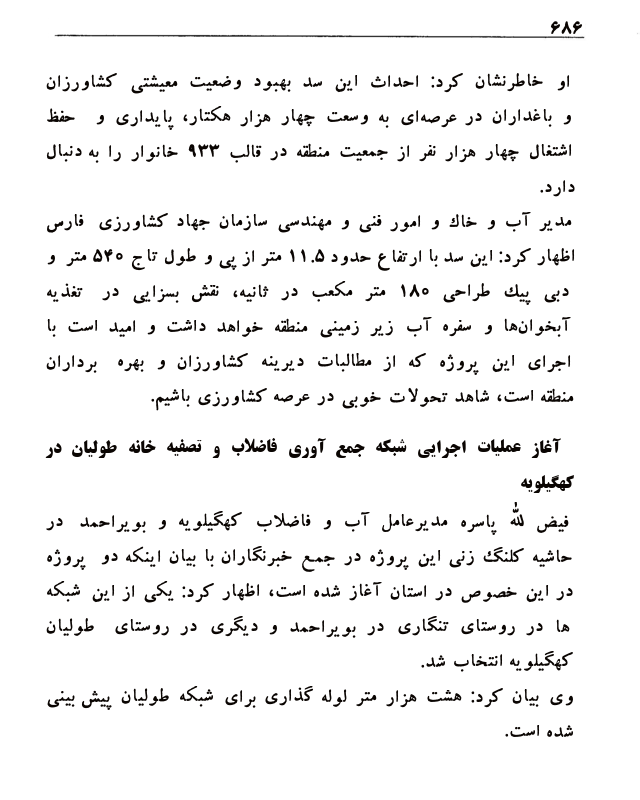 ۶۸۶
او خاطرنشان کرد: احداث این سد بهبود وضعیت معیشتی کشاورزان
و باغداران در عرصه‌ای به وسعت چهار هزار هکتار، پایداری و حفظ
اشتغال چهار هزار نفر از جمعیت منطقه در قالب ۹۳۳ خانوار را به دنبال
دارد.
مدیر آب و خاك و امور فنی و مهندسی سازمان جهاد کشاورزی فارس
اظهار کرد: این سد با ارتفاع حدود ۱۱.۵ متر از پی و طول تاج ۵۴۰ متر و
دبی پیك طراحی ۱۸۰ متر مکعب در ثانیه، نقش بسزایی در تغذیه
آبخوان‌ها و سفره آب زیر زمینی منطقه خواهد داشت و امید است با
اجرای این پروژه که از مطالبات دیرینه کشاورزان و بهره برداران
منطقه است، شاهد تحولات خوبی در عرصه کشاورزی باشیم.
آغاز عملیات اجرایی شبکه جمع آوری فاضلاب و تصفیه خانه طولیان در
کهگیلویه
فیض لله پاسره مدیرعامل آب و فاضلاب کهگیلویه و بویراحمد در
حاشیه کلنگ زنی این پروژه در جمع خبرنگاران با بیان اینکه دو پروژه
در این خصوص در استان آغاز شده است، اظهار کرد: یکی از این شبکه
ها در روستای تنگاری در بویراحمد و دیگری در روستای طولیان
کهگیلویه انتخاب شد.
وی بیان کرد: هشت هزار متر لوله گذاری برای شبکه طولیان پیش بینی
شده است.